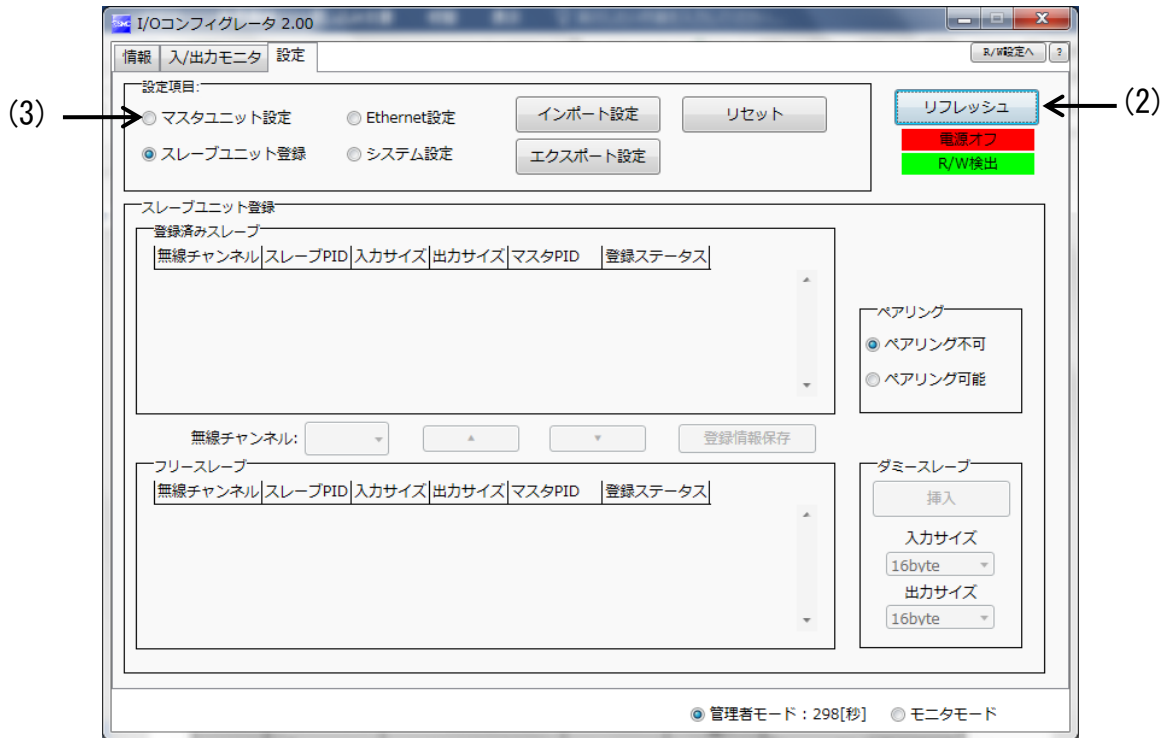 SMC I/Oコンフィグレータ 2.00
情報 入/出力モニタ 設定 R/W設定へ ?
設定項目:
(3) マスタユニット設定 Ethernet設定 インポート設定 リセット リフレッシュ (2)
電源オフ
スレーブユニット登録 システム設定 エクスポート設定 R/W検出
スレーブユニット登録
登録済みスレーブ
無線チャンネル スレーブPID 入力サイズ 出力サイズ マスタPID 登録ステータス
ペアリング
ペアリング不可
ペアリング可能
無線チャンネル: 登録情報保存
フリースレーブ ダミースレーブ
無線チャンネル スレーブPID 入力サイズ 出力サイズ マスタPID 登録ステータス 挿入
入力サイズ
16byte
出力サイズ
16byte
管理者モード : 298[秒] モニタモード